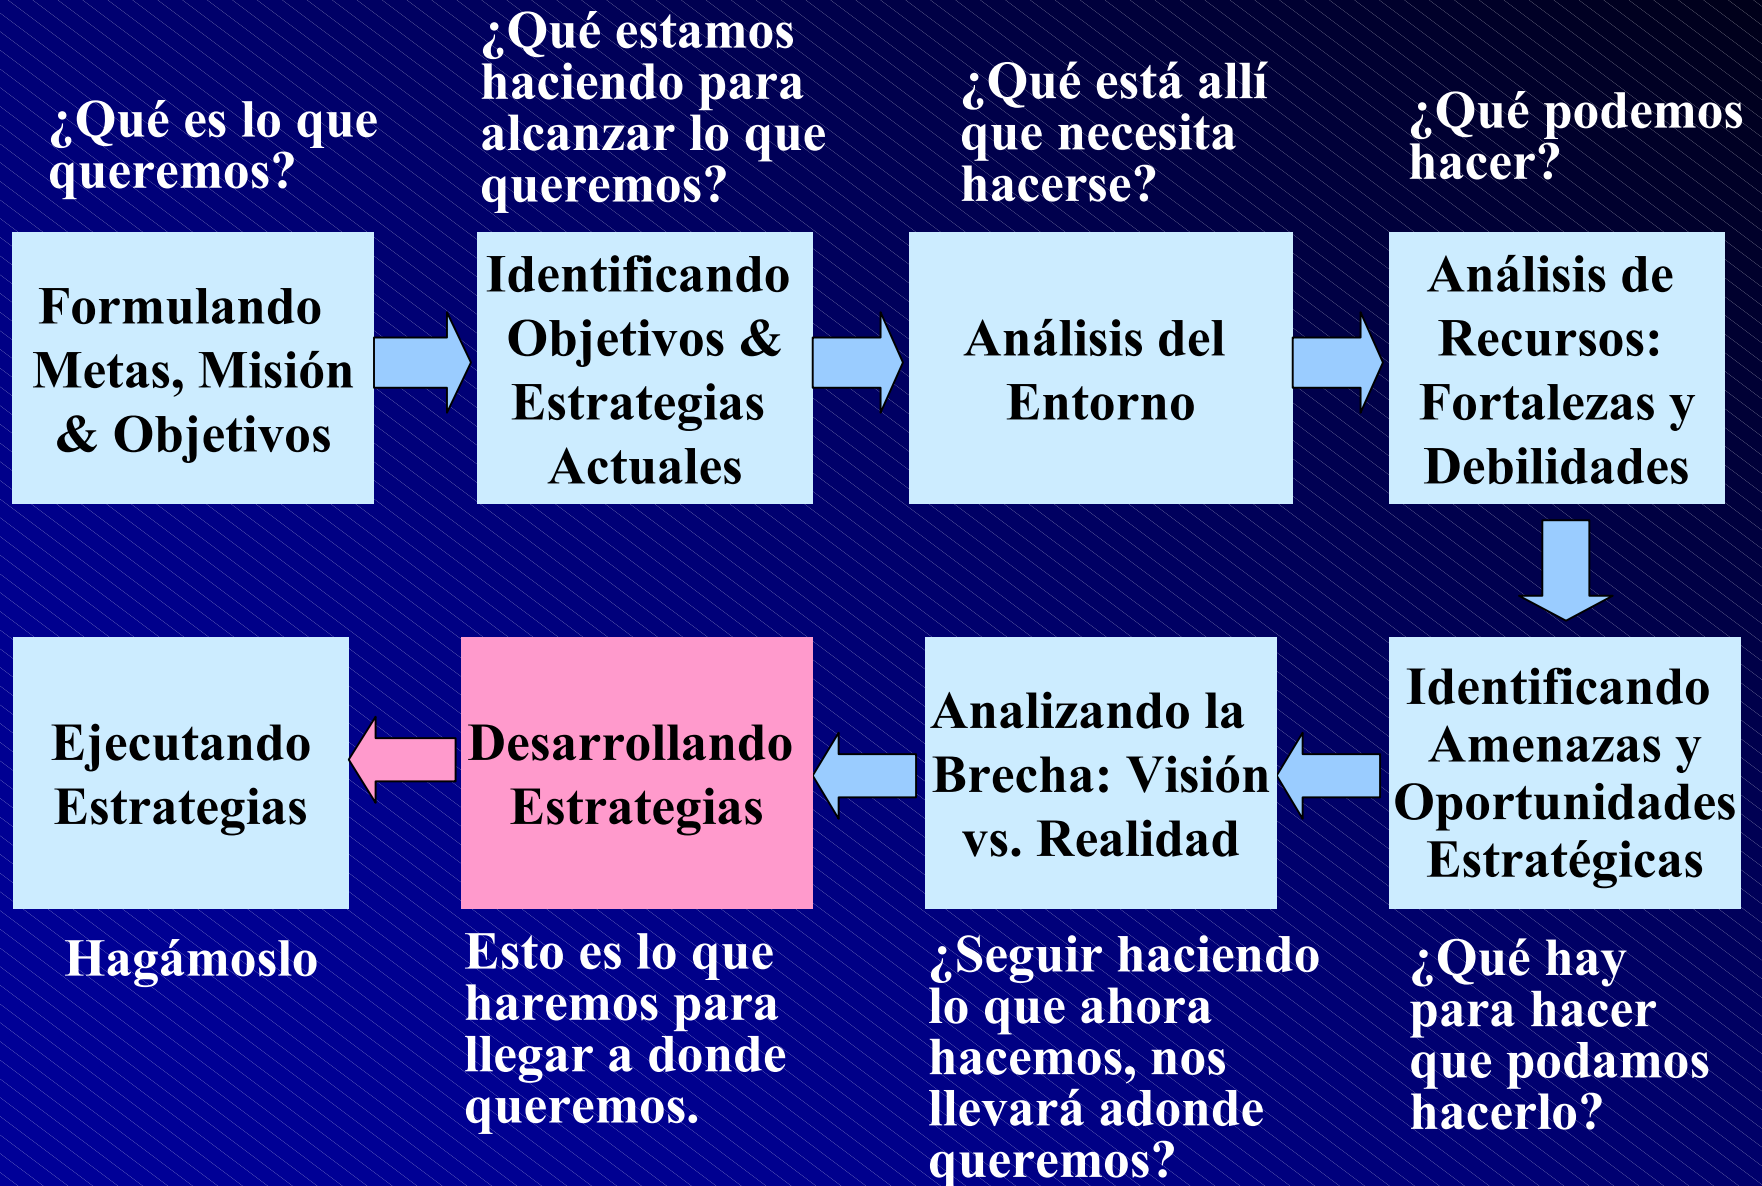 ¿Qué es lo que
queremos?
¿Qué estamos
haciendo para
alcanzar lo que
queremos?
¿Qué está allí
que necesita
hacerse?
¿Qué podemos
hacer?
Formulando
Metas, Misión
& Objetivos
Identificando
Objetivos &
Estrategias
Actuales
Análisis del
Entorno
Análisis de
Recursos:
Fortalezas y
Debilidades
Identificando
Amenazas y
Oportunidades
Estratégicas
¿Qué hay
para hacer
que podamos
hacerlo?
Analizando la
Brecha: Visión
vs. Realidad
¿Seguir haciendo
lo que ahora
hacemos, nos
llevará adonde
queremos?
Desarrollando
Estrategias
Esto es lo que
haremos para
llegar a donde
queremos.
Ejecutando
Estrategias
Hagámoslo